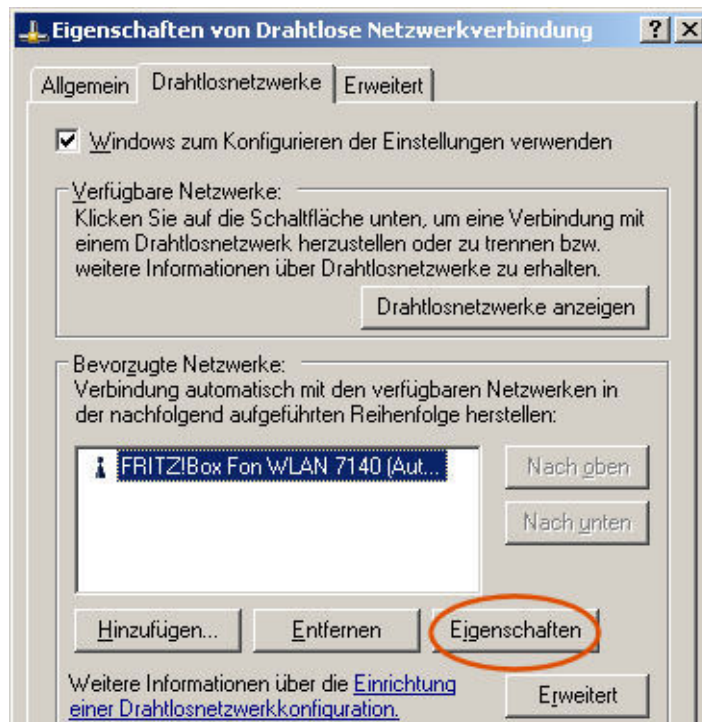 Eigenschaften von Drahtlose Netzwerkverbindung
Allgemein Drahtlosnetzwerke Erweitert
Windows zum Konfigurieren der Einstellungen verwenden
Verfügbare Netzwerke:
Klicken Sie auf die Schaltfläche unten, um eine Verbindung mit
einem Drahtlosnetzwerk herzustellen oder zu trennen bzw.
weitere Informationen über Drahtlosnetzwerke zu erhalten.
Drahtlosnetzwerke anzeigen
Bevorzugte Netzwerke:
Verbindung automatisch mit den verfügbaren Netzwerken in
der nachfolgend aufgeführten Reihenfolge herstellen:
FRITZ!Box Fon WLAN 7140 (Aut...
Nach oben
Nach unten
Hinzufügen... Entfernen Eigenschaften
Weitere Informationen über die Einrichtung
einer Drahtlosnetzwerkkonfiguration.
Erweitert